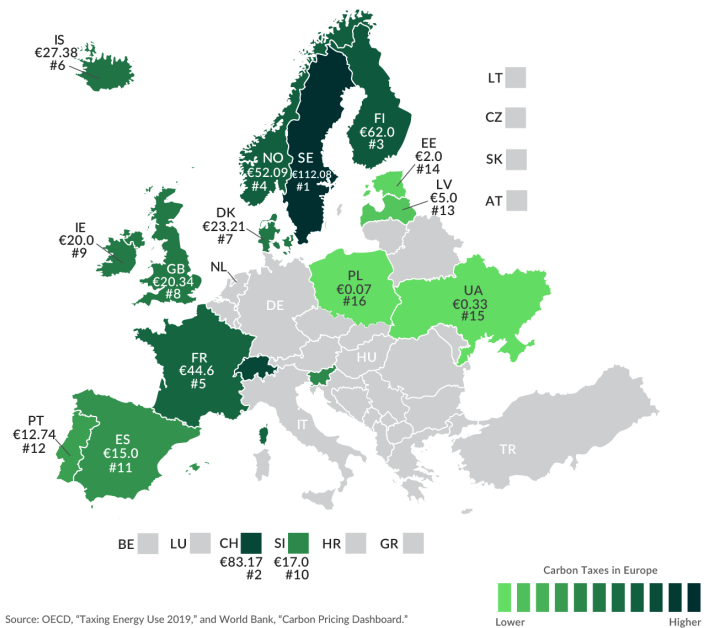 IS
€27.38
#6
LT
CZ
SK
AT
FI
€62.0
#3
EE
€2.0
#14
LV
€5.0
#13
NO
€52.09
#4
SE
€112.08
#1
DK
€23.21
#7
IE
€20.0
#9
GB
€20.34
#8
NL
DE
PL
€0.07
#16
UA
€0.33
#15
FR
€44.6
#5
HU
IT
TR
PT
€12.74
#12
ES
€15.0
#11
BE
LU
CH
€83.17
#2
SI
€17.0
#10
HR
GR
Carbon Taxes in Europe
Lower
Higher
Source: OECD, “Taxing Energy Use 2019,” and World Bank, “Carbon Pricing Dashboard.”